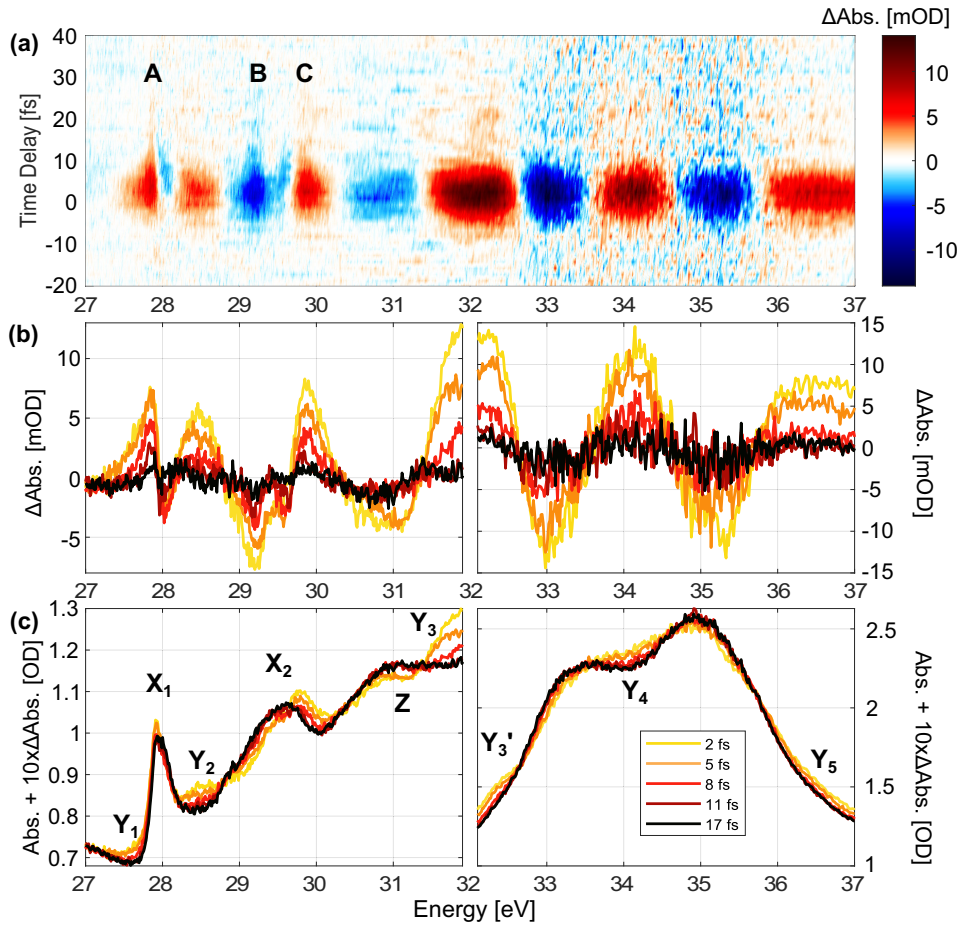 ΔAbs. [mOD]
(a)
A B C
Time Delay [fs]
40
30
20
10
0
-10
-20
10
5
0
-5
-10
27 28 29 30 31 32 33 34 35 36 37
(b)
ΔAbs. [mOD]
10
5
0
-5
15
10
5
0
-5
-10
-15
ΔAbs. [mOD]
27 28 29 30 31 32 33 34 35 36 37
(c)
Abs. + 10xΔAbs. [OD]
1.3
1.2
1.1
1
0.9
0.8
0.7
Y1
X1
Y2
X2
Z
Y3
Y3'
Y4
Y5
2 fs
5 fs
8 fs
11 fs
17 fs
2.5
2
1.5
1
Abs. + 10xΔAbs. [OD]
27 28 29 30 31 32 33 34 35 36 37
Energy [eV]